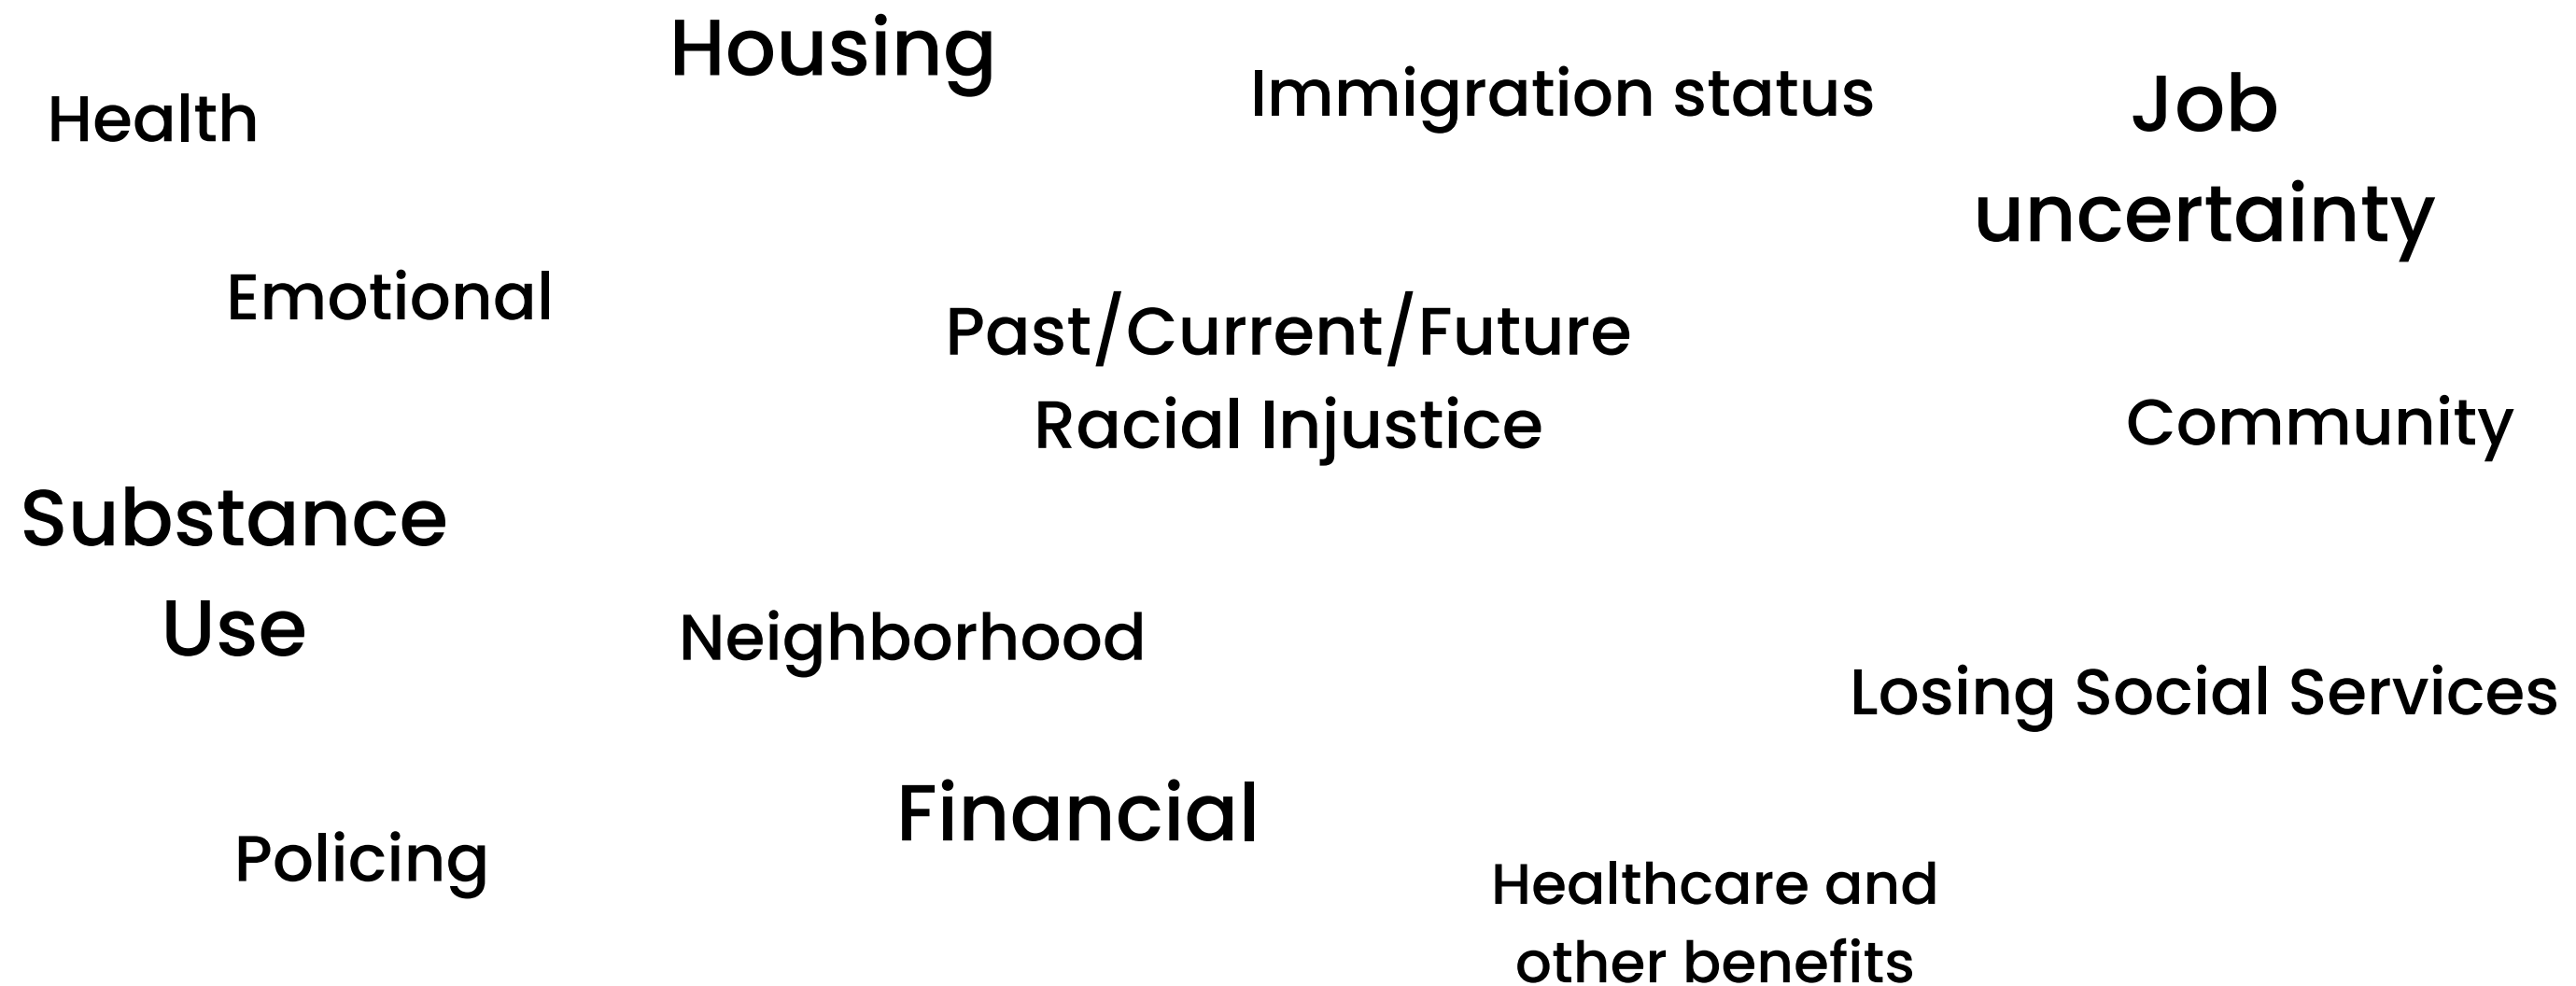 Housing
Health
Immigration status
Job
uncertainty
Emotional
Past/Current/Future
Racial Injustice
Community
Substance
Use
Neighborhood
Losing Social Services
Financial
Policing
Healthcare and
other benefits